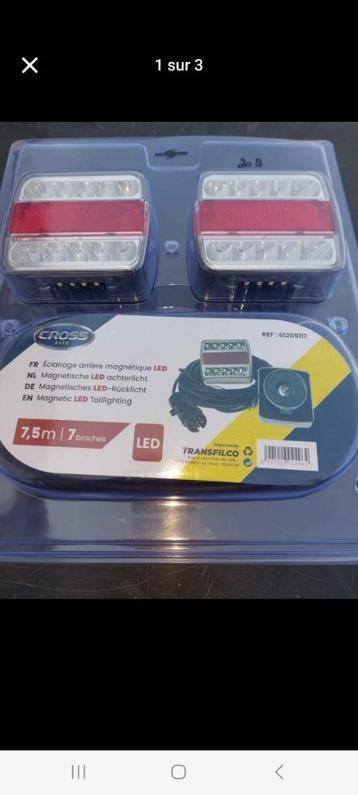 1 sur 3
20 B
CROSS
AUTO
REF : 61205117
FR Éclairage arrière magnétique LED
NL Magnetische LED achterlicht
DE Magnetisches LED-Rücklicht
EN Magnetic LED Taillighting
7,5m | 7 broches
LED
TRANSFILCO